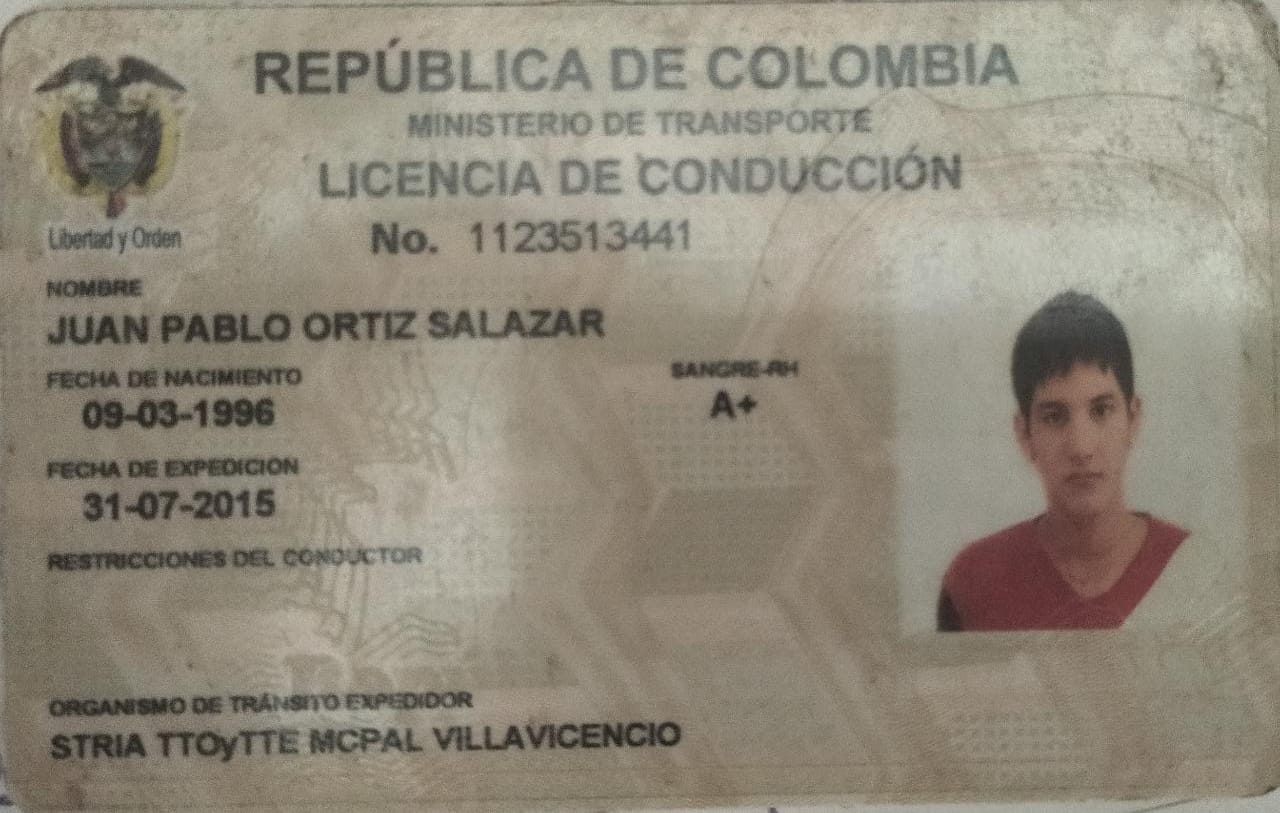 REPÚBLICA DE COLOMBIA
MINISTERIO DE TRANSPORTE
LICENCIA DE CONDUCCIÓN
Libertad y Orden
No. 1123513441
NOMBRE
JUAN PABLO ORTIZ SALAZAR
FECHA DE NACIMIENTO
09-03-1996
SANGRE-RH
A+
FECHA DE EXPEDICION
31-07-2015
RESTRICCIONES DEL CONDUCTOR
ORGANISMO DE TRÁNSITO EXPEDIDOR
STRIA TTOyTTE MCPAL VILLAVICENCIO